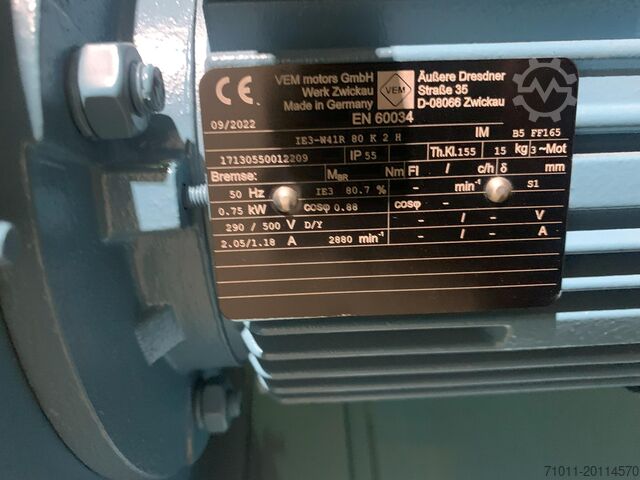 CE VEM motors GmbH VEM Äußere Dresdner
Werk Zwickau Straße 35
09/2022 Made in Germany D-08066 Zwickau
EN 60034
IE3-W41R 80 K 2 H IM B5 FF165
17130550012209 IP 55 Th.Kl.155 15 kg 3~Mot
Bremse: MBR Nm Fl / c/h δ mm
50 Hz IE3 80.7 % - min⁻¹ - S1
0.75 kW cosφ 0.88 cosφ - - / - V
290 / 500 V D/Y - / - A
2.05/1.18 A 2880 min⁻¹
71011-20114570